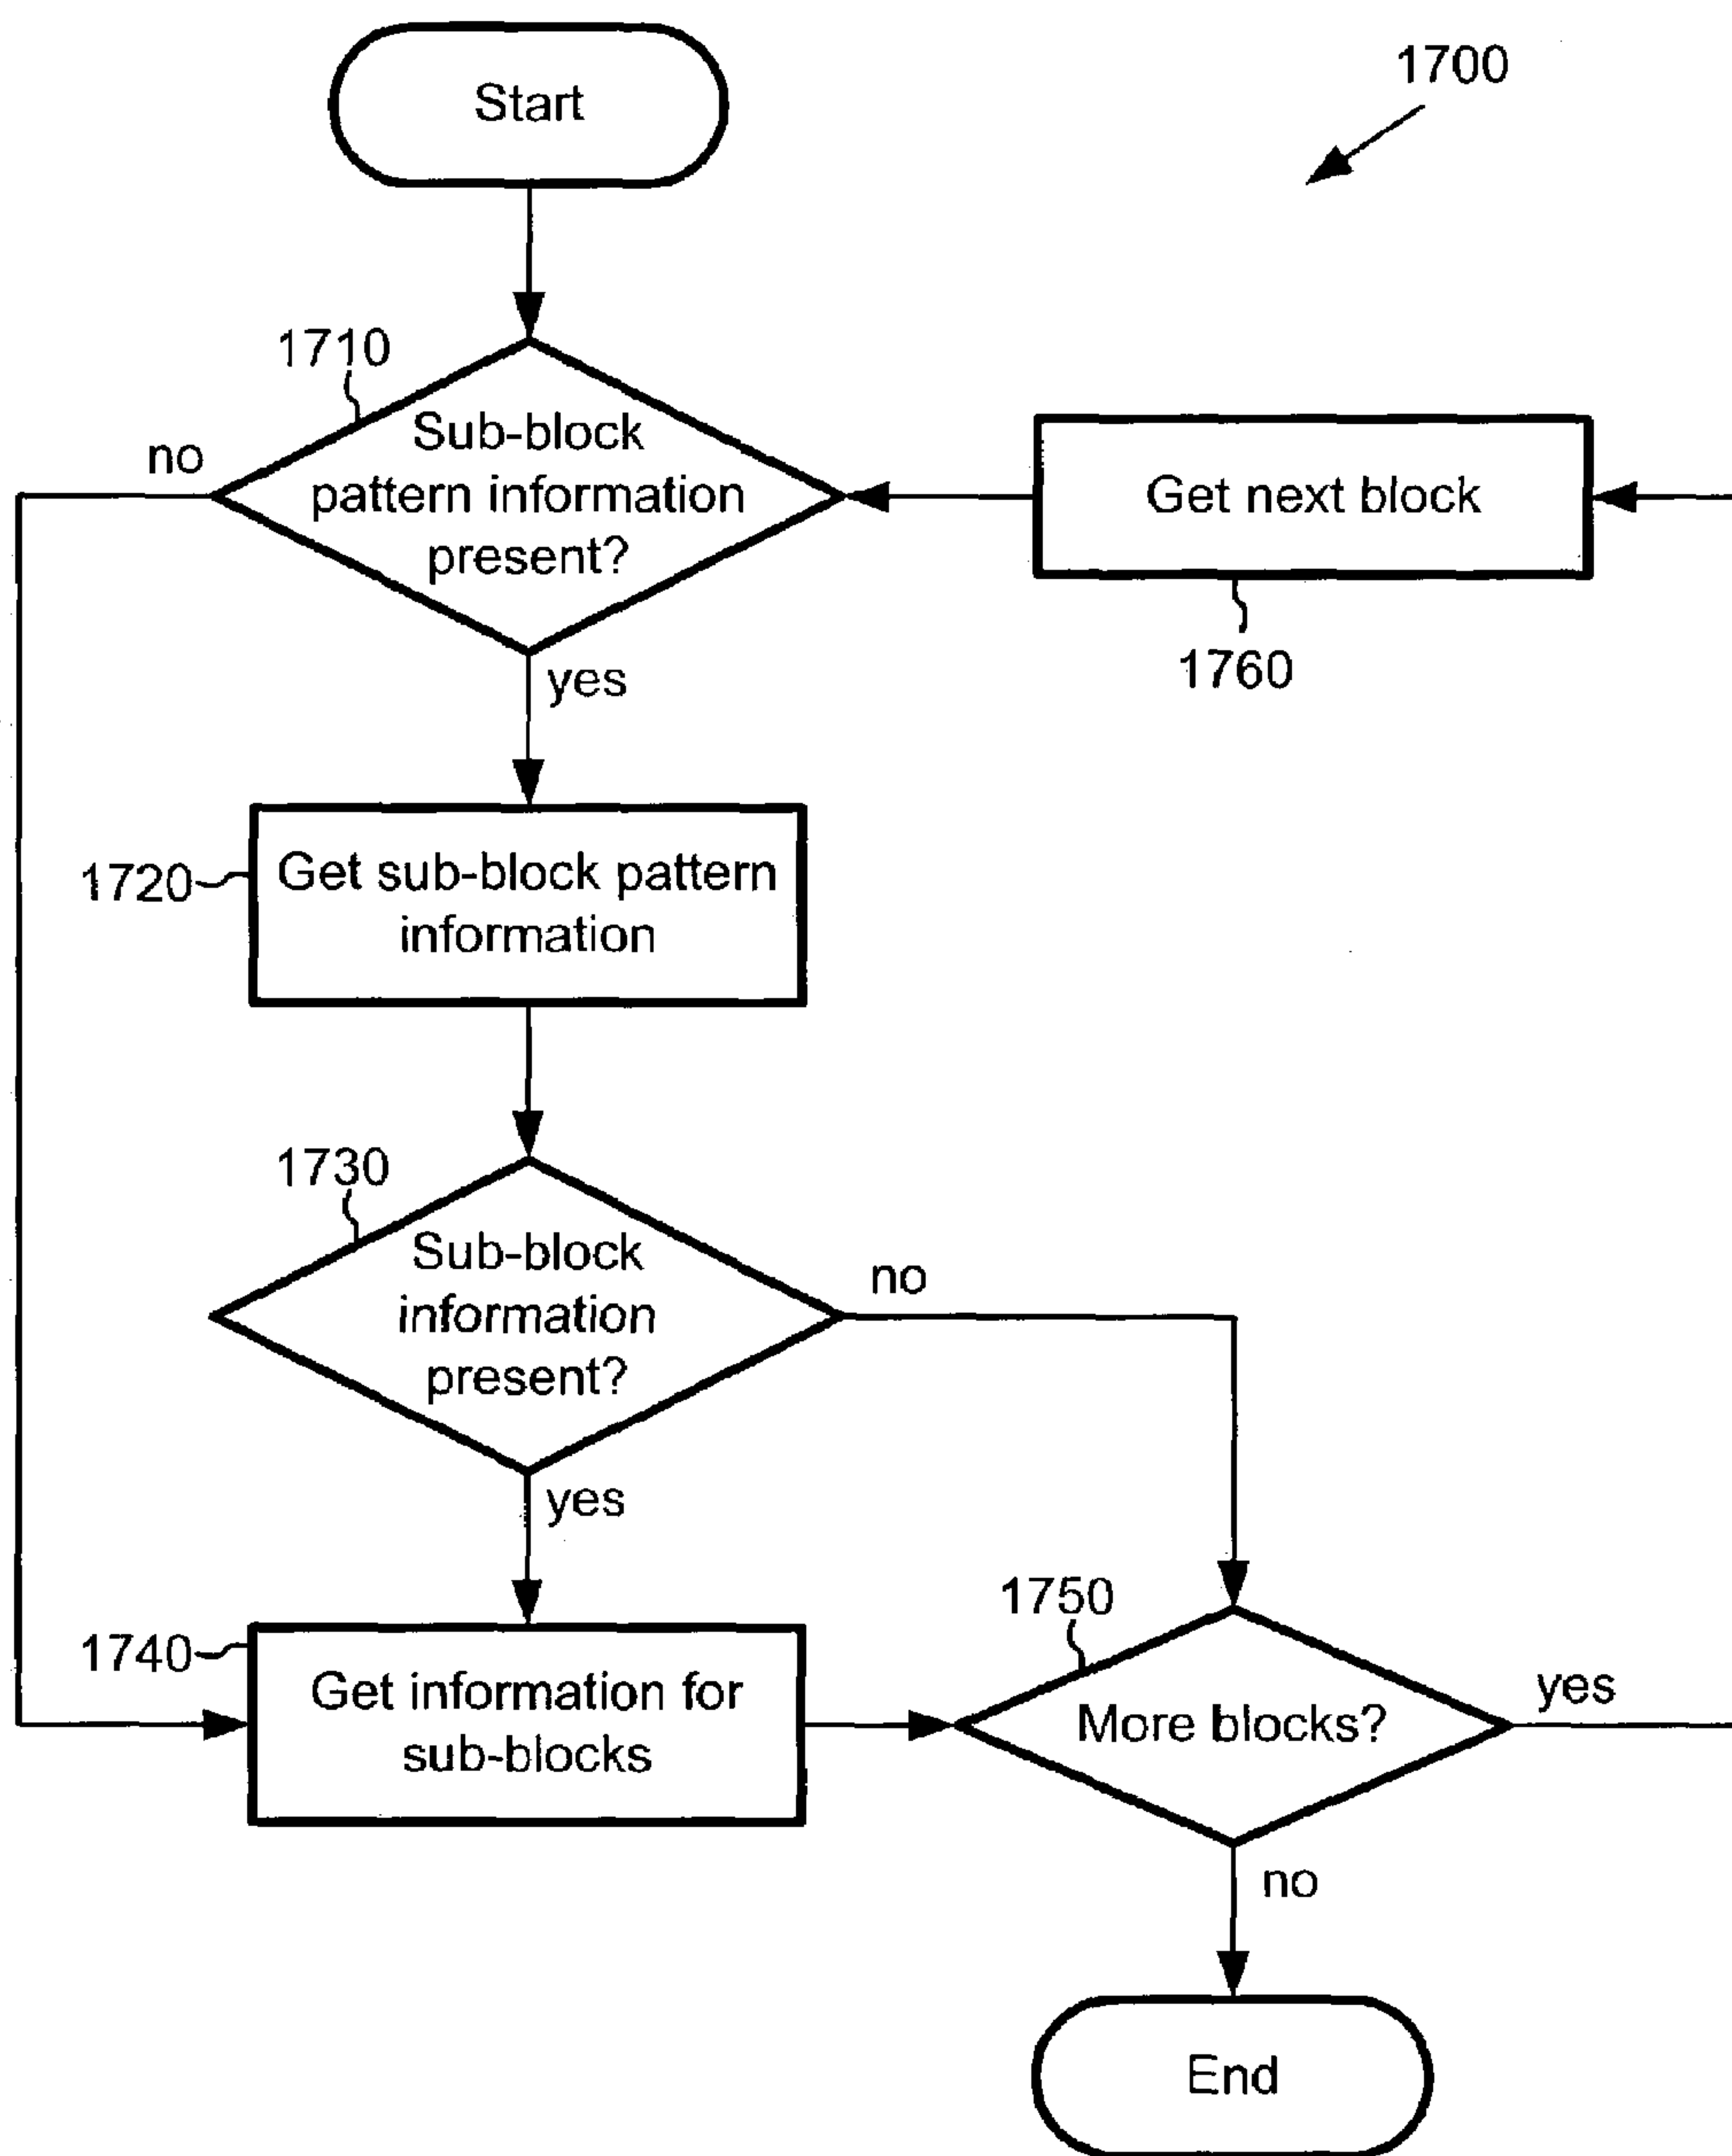 Start
1700
1710
Sub-block
pattern information
present?
no
yes
Get next block
1760
1720
Get sub-block pattern
information
1730
Sub-block
information
present?
no
yes
1740
Get information for
sub-blocks
1750
More blocks?
yes
no
End